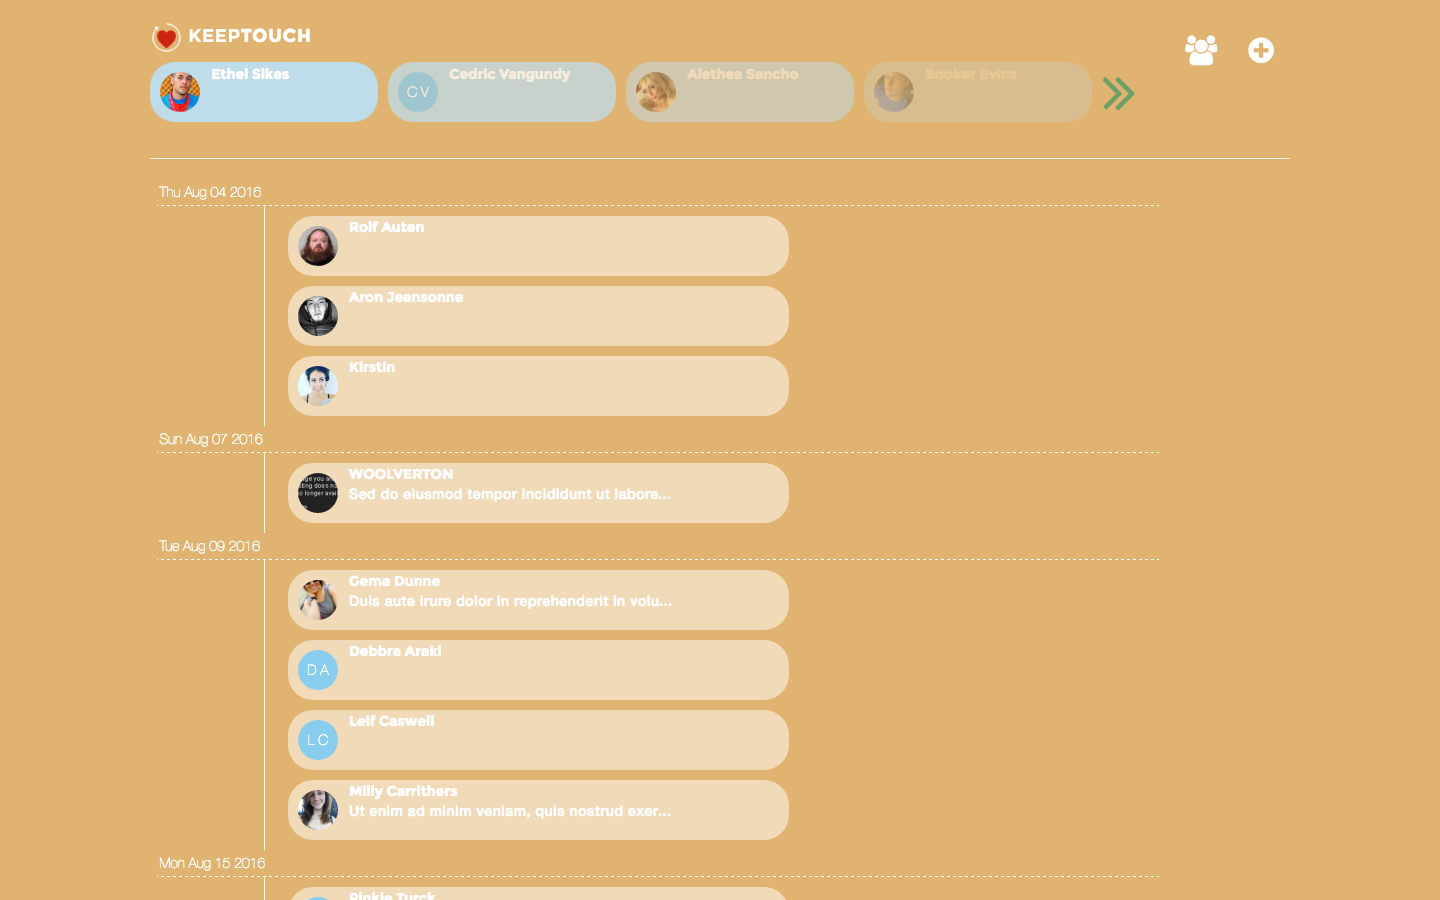 KEEPTOUCH
Ethel Sikes
Cedric Vangundy
Alethea Sancho
Booker Evins
C V
Thu Aug 04 2016
Rolf Auten
Aron Jeansonne
Kirstin
Sun Aug 07 2016
WOOLVERTON
Sed do eiusmod tempor incididunt ut labore...
Tue Aug 09 2016
Gema Dunne
Duis aute irure dolor in reprehenderit in volu...
Debbra Araki
D A
Leif Caswell
L C
Milly Carrithers
Ut enim ad minim veniam, quis nostrud exer...
Mon Aug 15 2016
Pinkie Turck